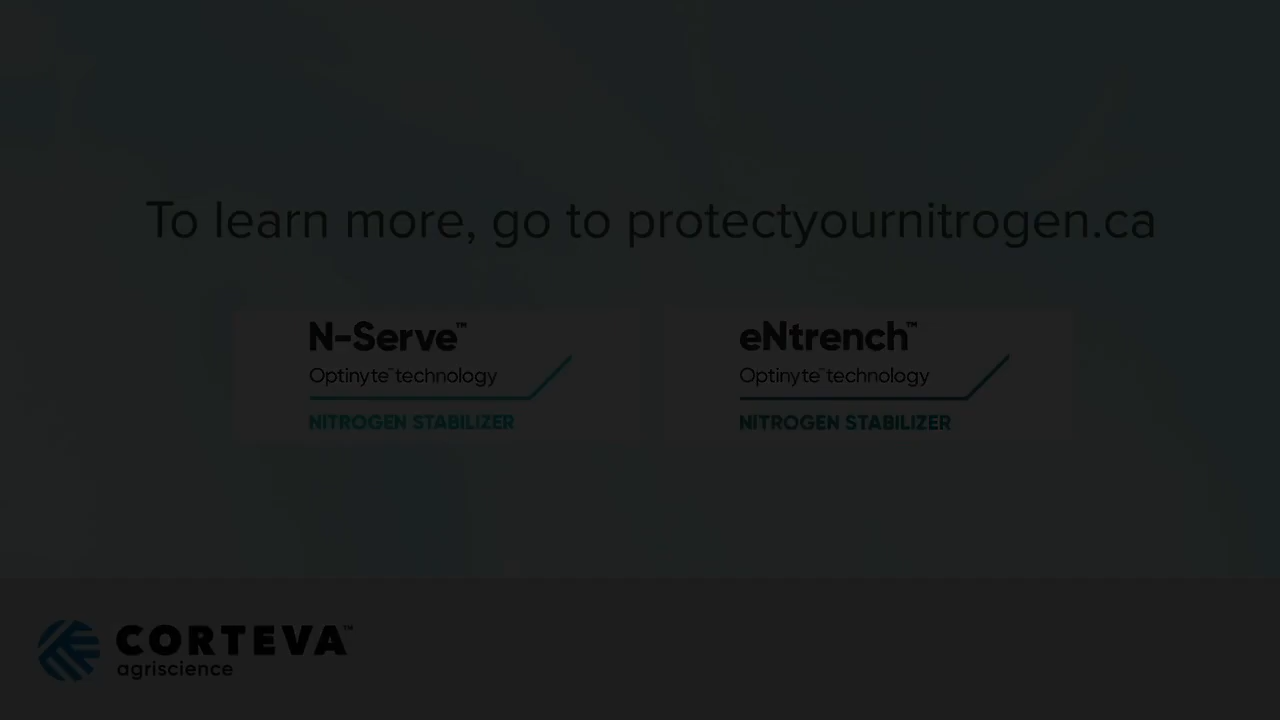 To learn more, go to protectyournitrogen.ca
N-Serve™
Optinyte™ technology
NITROGEN STABILIZER
eNtrench™
Optinyte™ technology
NITROGEN STABILIZER
CORTEVA™
agriscience